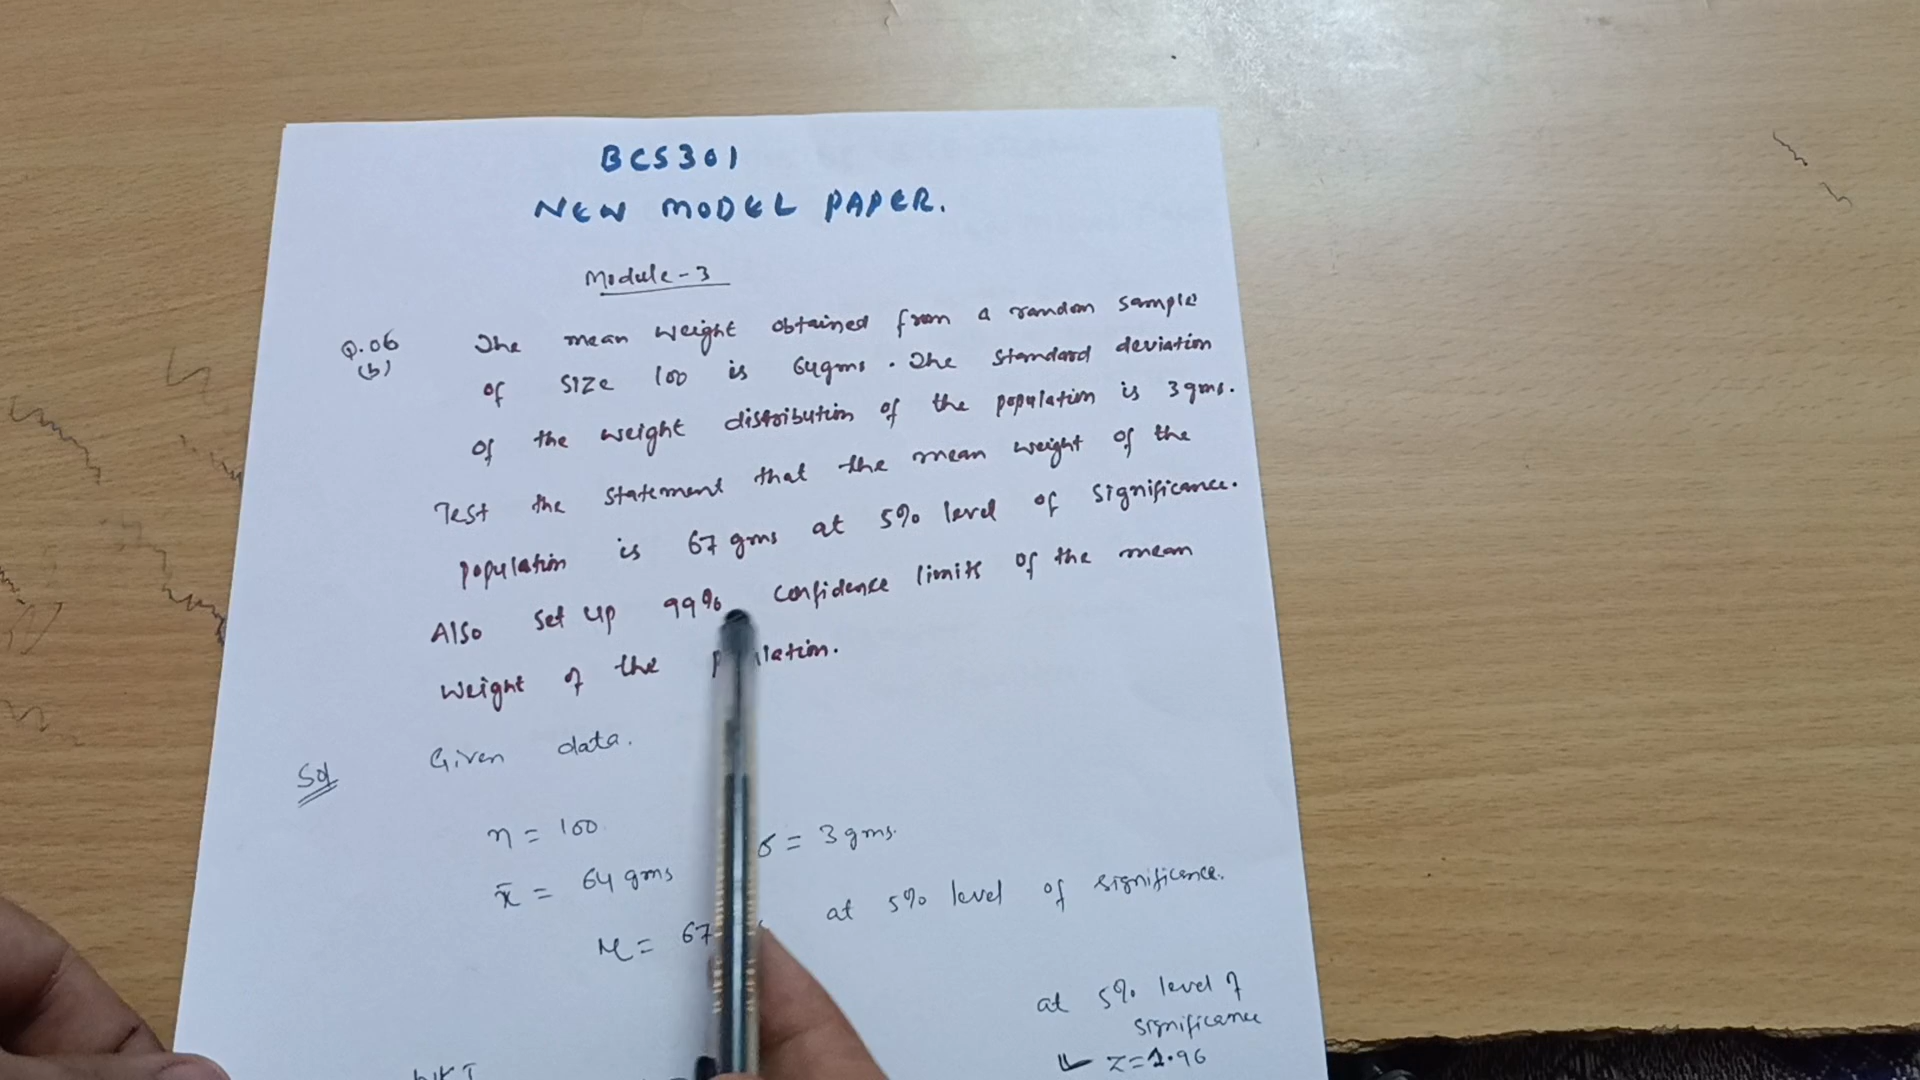 BCS301
NEW MODEL PAPER.
Module-3
Q.06 The mean weight obtained from a random sample
(b) of size 100 is 64gms. The standard deviation
of the weight distribution of the population is 3gms.
Test the statement that the mean weight of the
population is 67 gms at 5% level of significance.
Also set up 99% confidence limits of the mean
weight of the
Sol Given data.
n = 100 σ = 3gms.
x̄ = 64 gms
μ = 67 at 5% level of significance.
at 5% level of
significance
z = 1.96